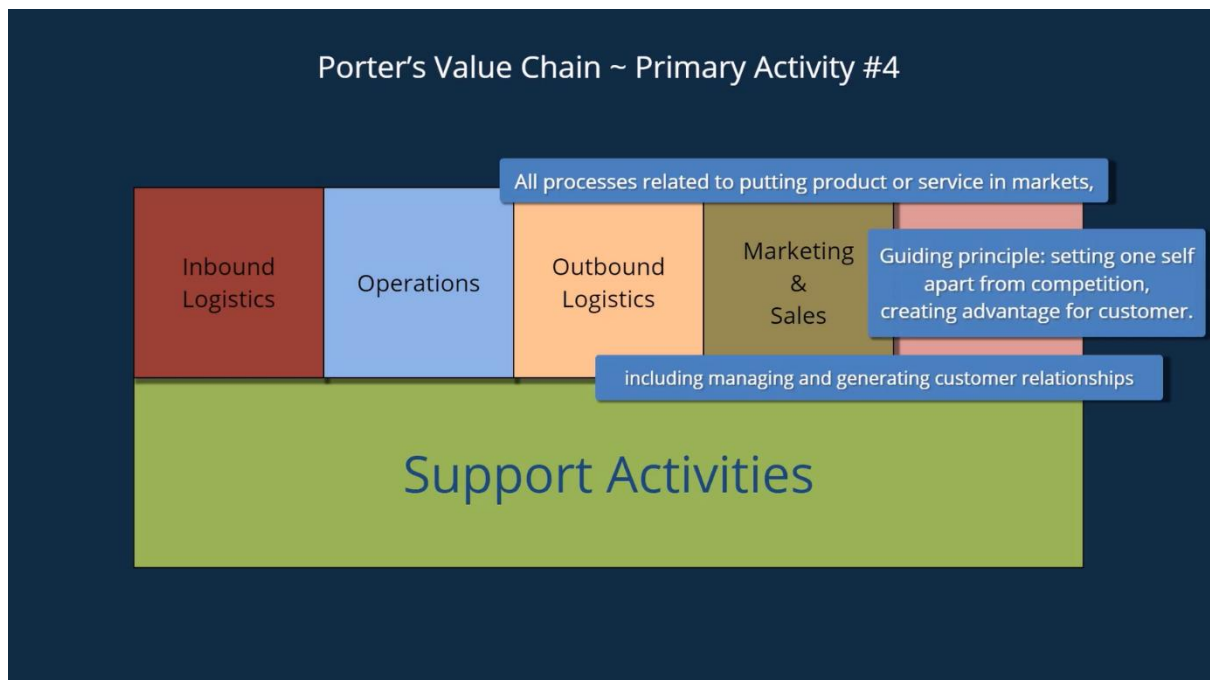 Porter’s Value Chain ~ Primary Activity #4
All processes related to putting product or service in markets,
Inbound
Logistics
Operations
Outbound
Logistics
Marketing
&
Sales
Guiding principle: setting one self
apart from competition,
creating advantage for customer.
including managing and generating customer relationships
Support Activities